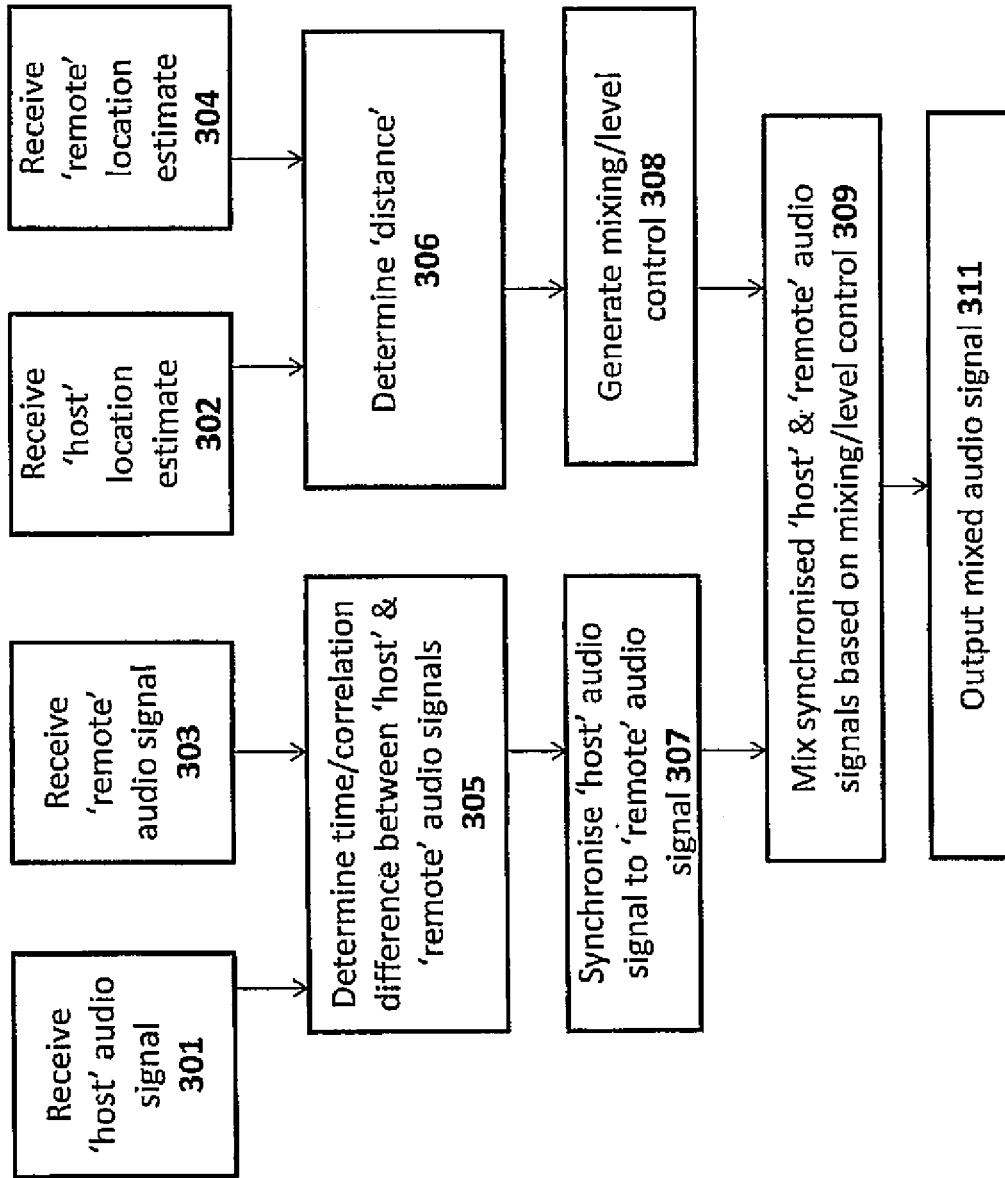 Receive
'host' audio
signal
301
Receive
'remote'
audio signal
303
Receive
'host'
location
estimate
302
Receive
'remote'
location
estimate
304
Determine time/correlation
difference between 'host' &
'remote' audio signals
305
Determine 'distance'
306
Synchronise 'host' audio
signal to 'remote' audio
signal 307
Generate mixing/level
control 308
Mix synchronised 'host' & 'remote' audio
signals based on mixing/level control 309
Output mixed audio signal 311